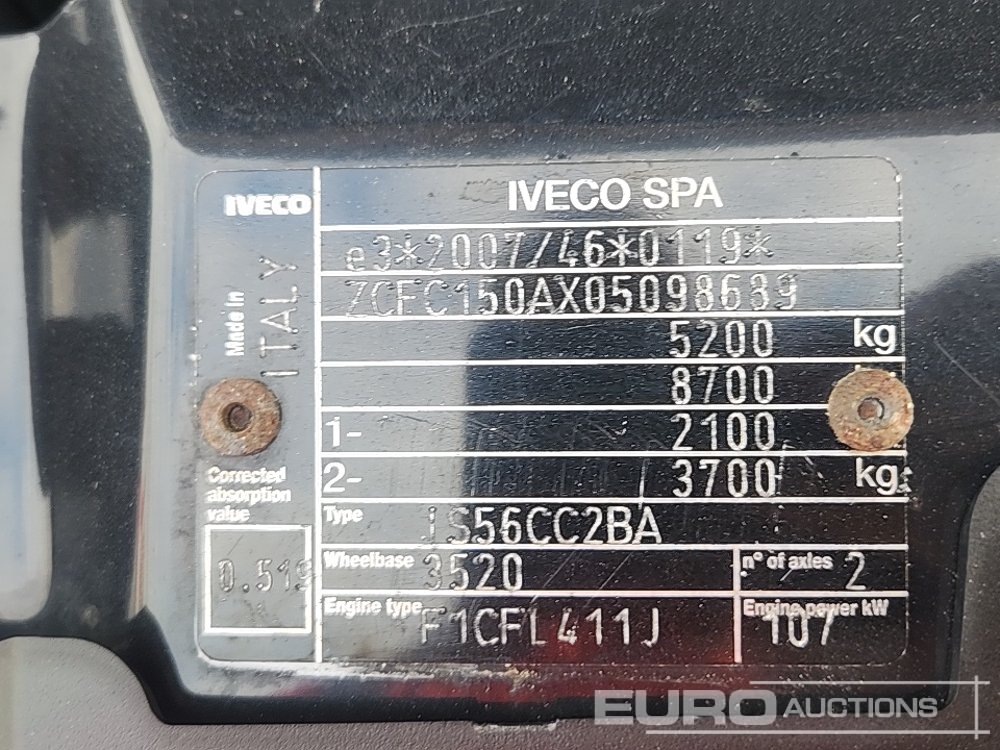 IVECO
IVECO SPA
Made in
ITALY
e3*2007/46*0119*
ZCFC150AX05098689
5200 kg
8700
1- 2100
2- 3700 kg
Corrected
absorption
value
0.519
Type IS56CC2BA
Wheelbase 3520 n° of axles 2
Engine type F1CFL411J Engine power kW 107
EURO AUCTIONS